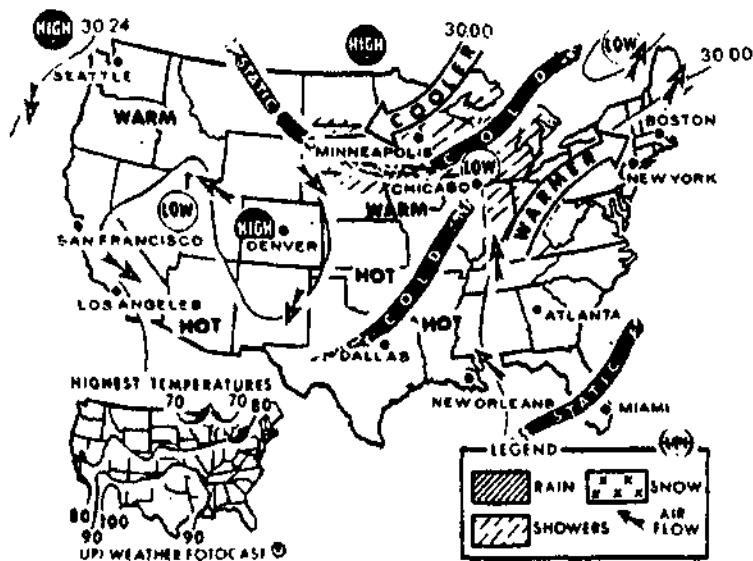 HIGH 30.24
HIGH
30.00
LOW
30.00
SEATTLE
STATIC
COOLER
COLD
WARM
MINNEAPOLIS
BOSTON
LOW
CHICAGO
NEW YORK
WARMER
WARM
LOW
HIGH
DENVER
SAN FRANCISCO
COLD
HOT
LOS ANGELES
HOT
HOT
ATLANTA
DALLAS
NEW ORLEANS
STATIC
MIAMI
HIGHEST TEMPERATURES
70 70 80
80 90 100 90
UPI WEATHER FOTOCAST
LEGEND
RAIN
SNOW
SHOWERS
AIR FLOW